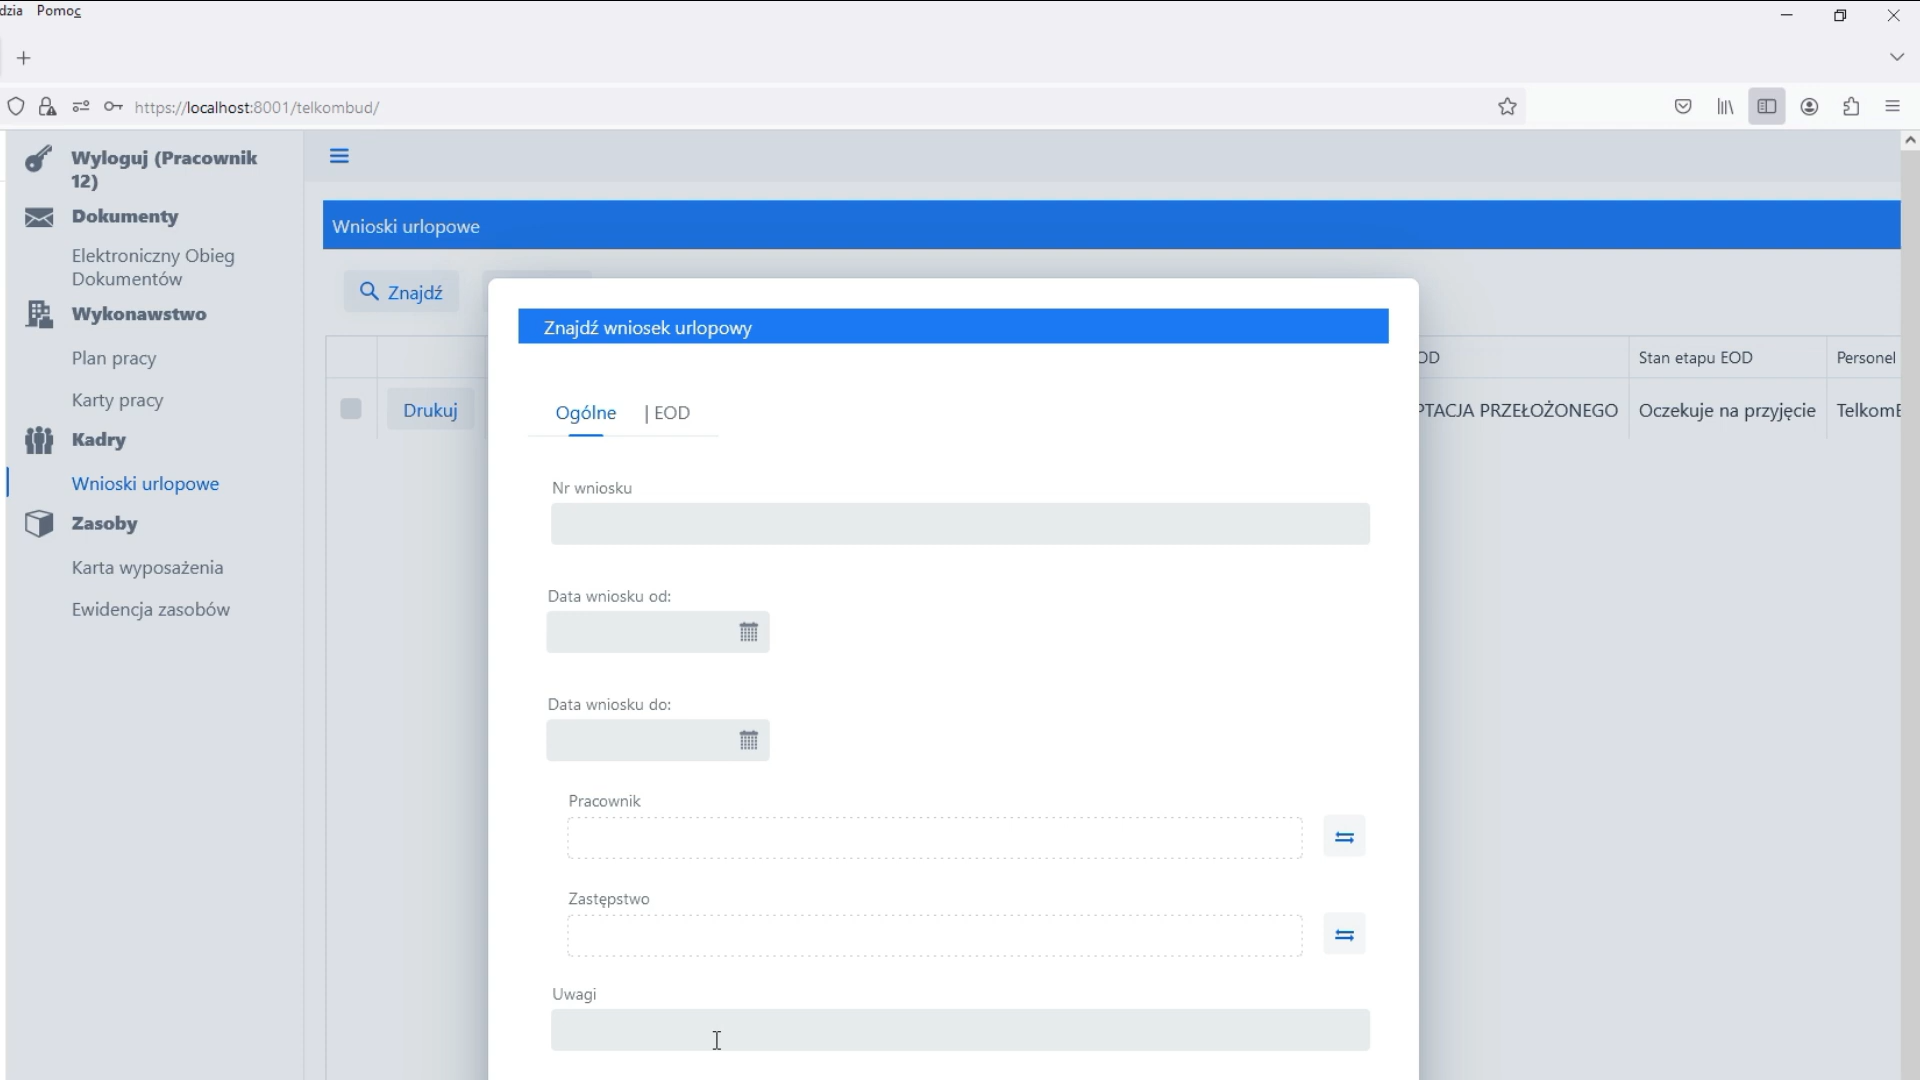 dzia Pomoc
https://localhost:8001/telkombud/
Wyloguj (Pracownik
12)
Dokumenty
Elektroniczny Obieg
Dokumentów
Wykonawstwo
Plan pracy
Karty pracy
Kadry
Wnioski urlopowe
Zasoby
Karta wyposażenia
Ewidencja zasobów
Wnioski urlopowe
Znajdź
OD Stan etapu EOD Personel
Drukuj PTACJA PRZEŁOŻONEGO Oczekuje na przyjęcie Telkom
Znajdź wniosek urlopowy
Ogólne | EOD
Nr wniosku
Data wniosku od:
Data wniosku do:
Pracownik
Zastępstwo
Uwagi